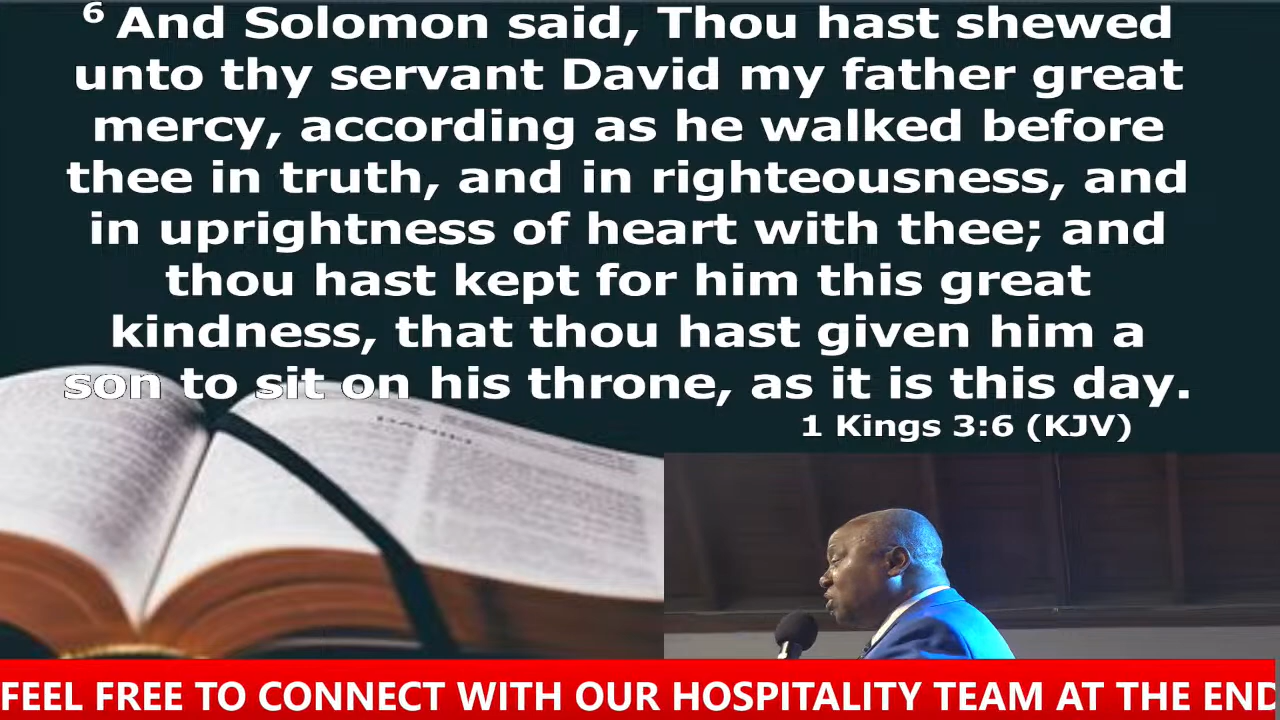 6 And Solomon said, Thou hast shewed
unto thy servant David my father great
mercy, according as he walked before
thee in truth, and in righteousness, and
in uprightness of heart with thee; and
thou hast kept for him this great
kindness, that thou hast given him a
son to sit on his throne, as it is this day.
1 Kings 3:6 (KJV)
DANIEL
FEEL FREE TO CONNECT WITH OUR HOSPITALITY TEAM AT THE END